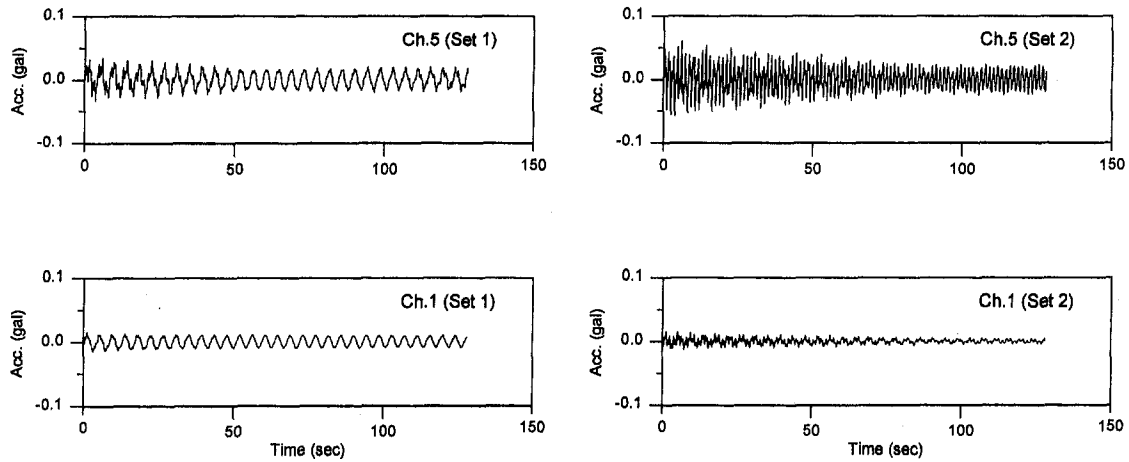 0.1
0.0
-0.1
Acc. (gal)
Ch.5 (Set 1)
0
50
100
150
0.1
0.0
-0.1
Acc. (gal)
Ch.5 (Set 2)
0
50
100
150
0.1
0.0
-0.1
Acc. (gal)
Ch.1 (Set 1)
0
50
100
150
Time (sec)
0.1
0.0
-0.1
Acc. (gal)
Ch.1 (Set 2)
0
50
100
150
Time (sec)